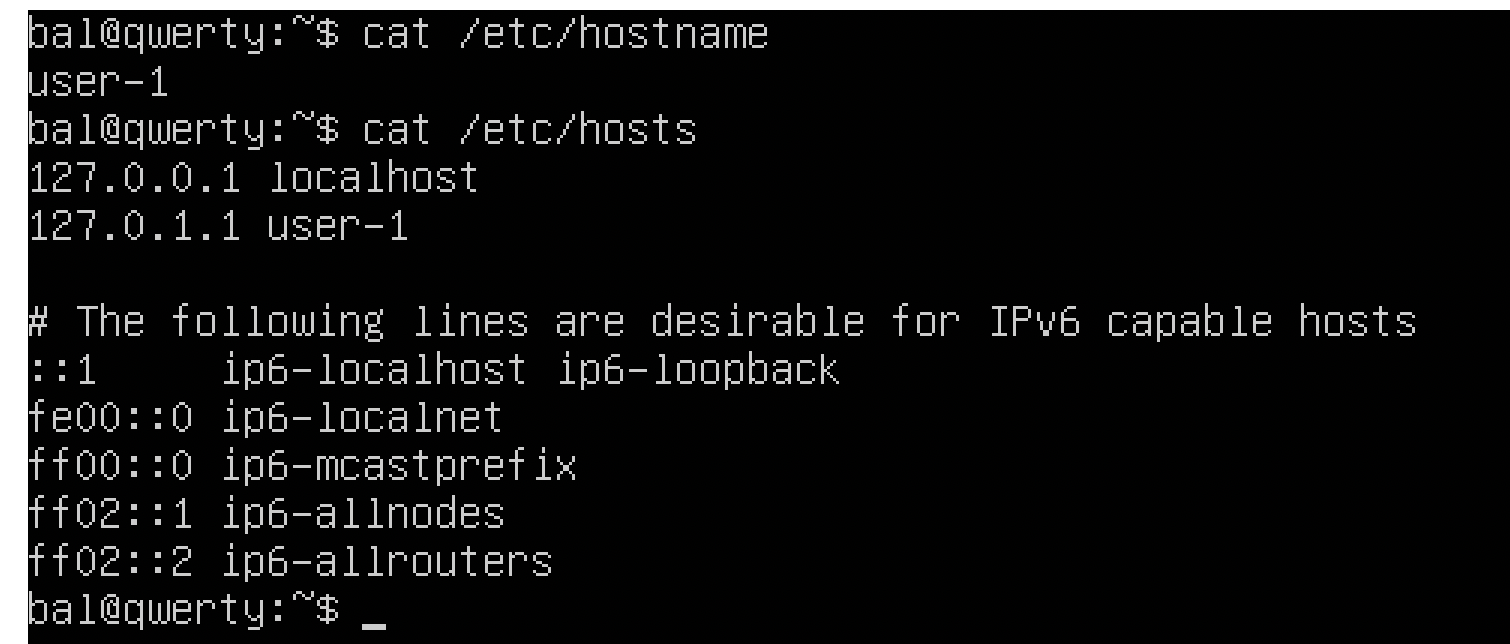 bal@qwerty:~$ cat /etc/hostname
user-1
bal@qwerty:~$ cat /etc/hosts
127.0.0.1 localhost
127.0.1.1 user-1
# The following lines are desirable for IPv6 capable hosts
::1     ip6-localhost ip6-loopback
fe00::0 ip6-localnet
ff00::0 ip6-mcastprefix
ff02::1 ip6-allnodes
ff02::2 ip6-allrouters
bal@qwerty:~$ _